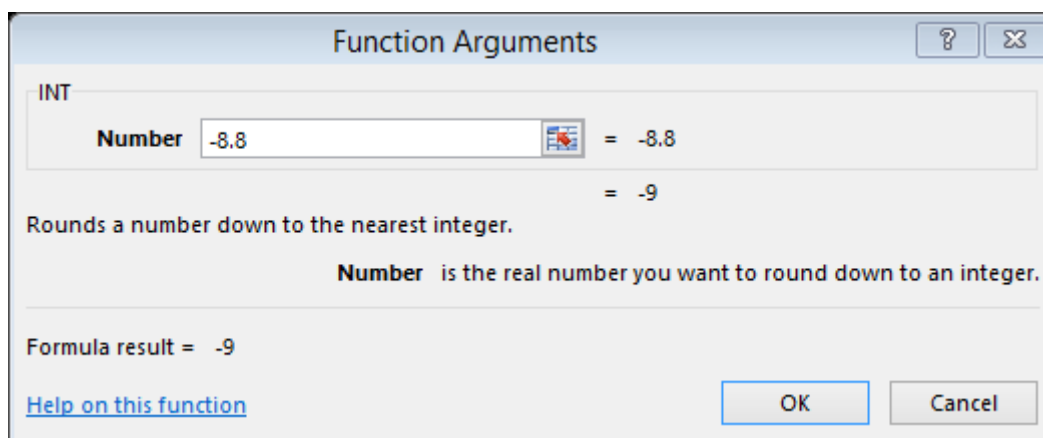 Function Arguments
INT
Number -8.8 = -8.8
= -9
Rounds a number down to the nearest integer.
Number is the real number you want to round down to an integer.
Formula result = -9
Help on this function OK Cancel